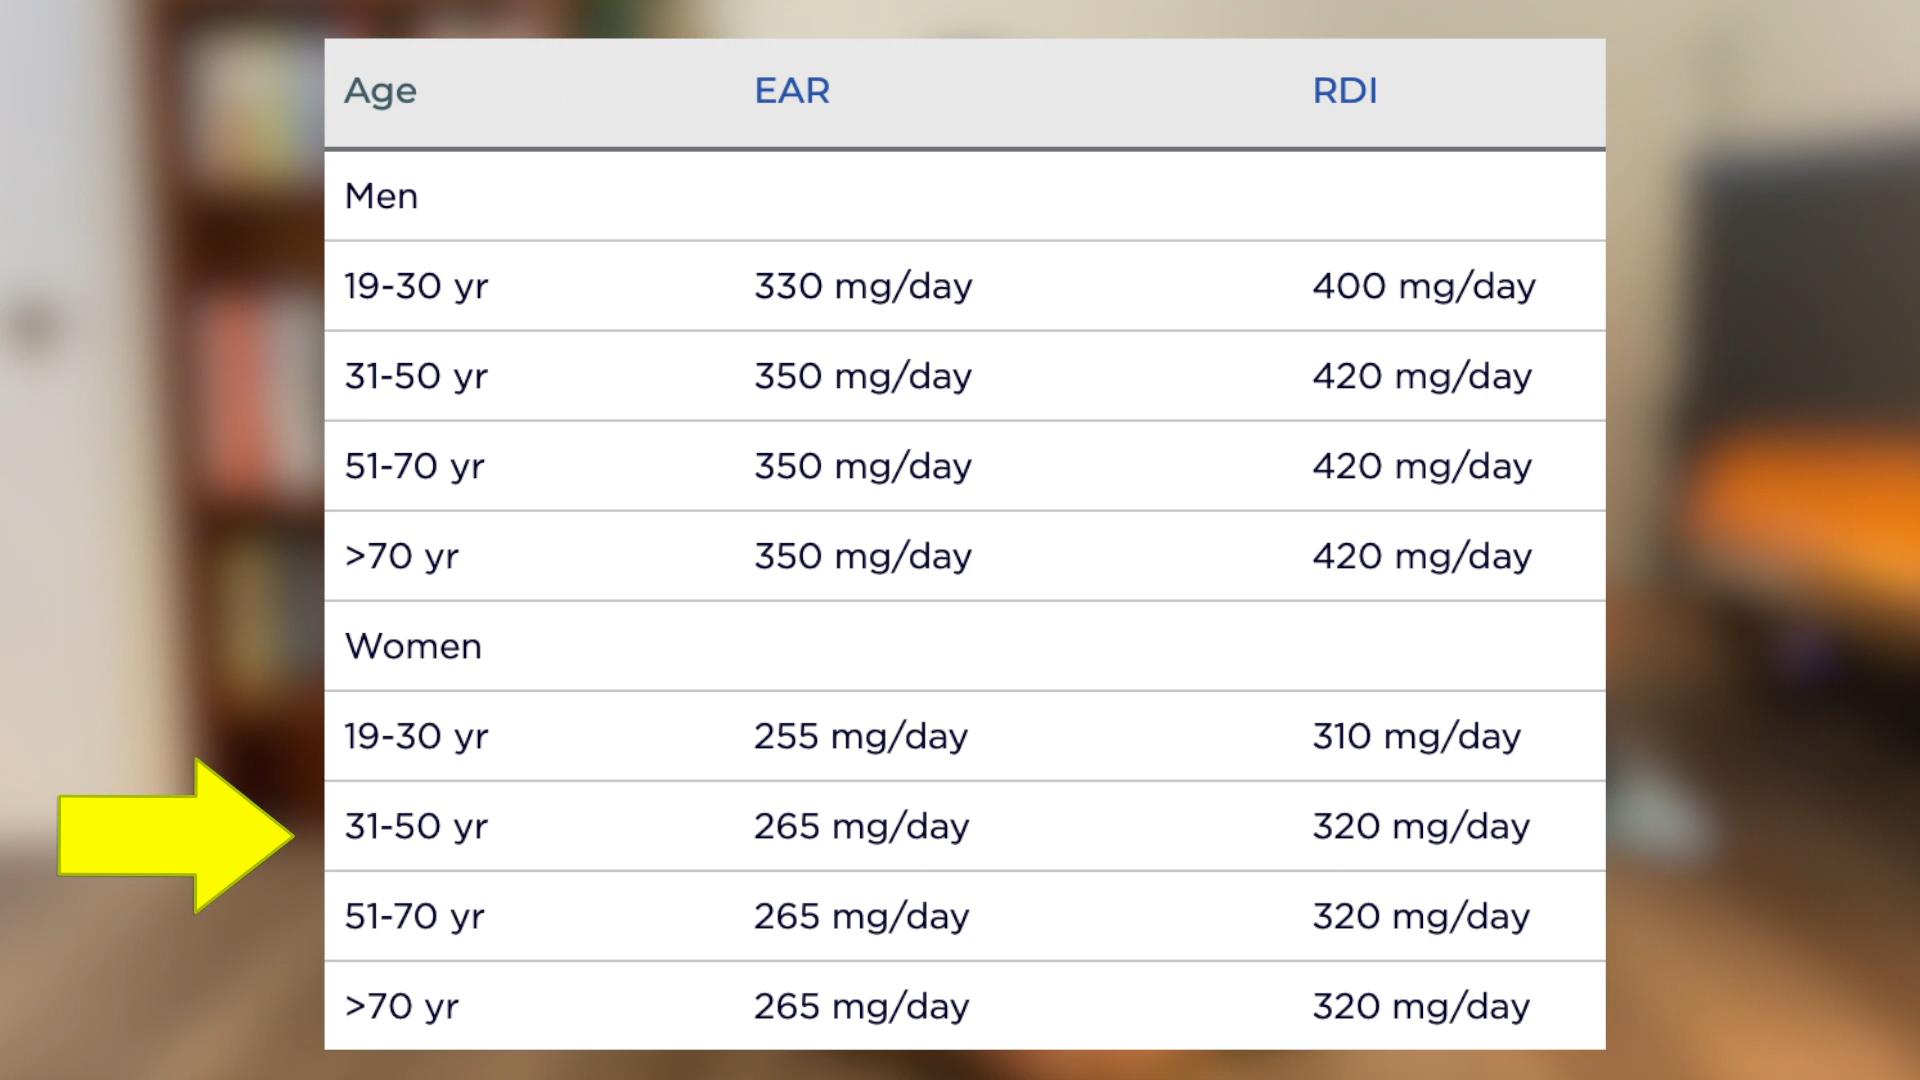 Age EAR RDI
Men
19-30 yr 330 mg/day 400 mg/day
31-50 yr 350 mg/day 420 mg/day
51-70 yr 350 mg/day 420 mg/day
>70 yr 350 mg/day 420 mg/day
Women
19-30 yr 255 mg/day 310 mg/day
31-50 yr 265 mg/day 320 mg/day
51-70 yr 265 mg/day 320 mg/day
>70 yr 265 mg/day 320 mg/day